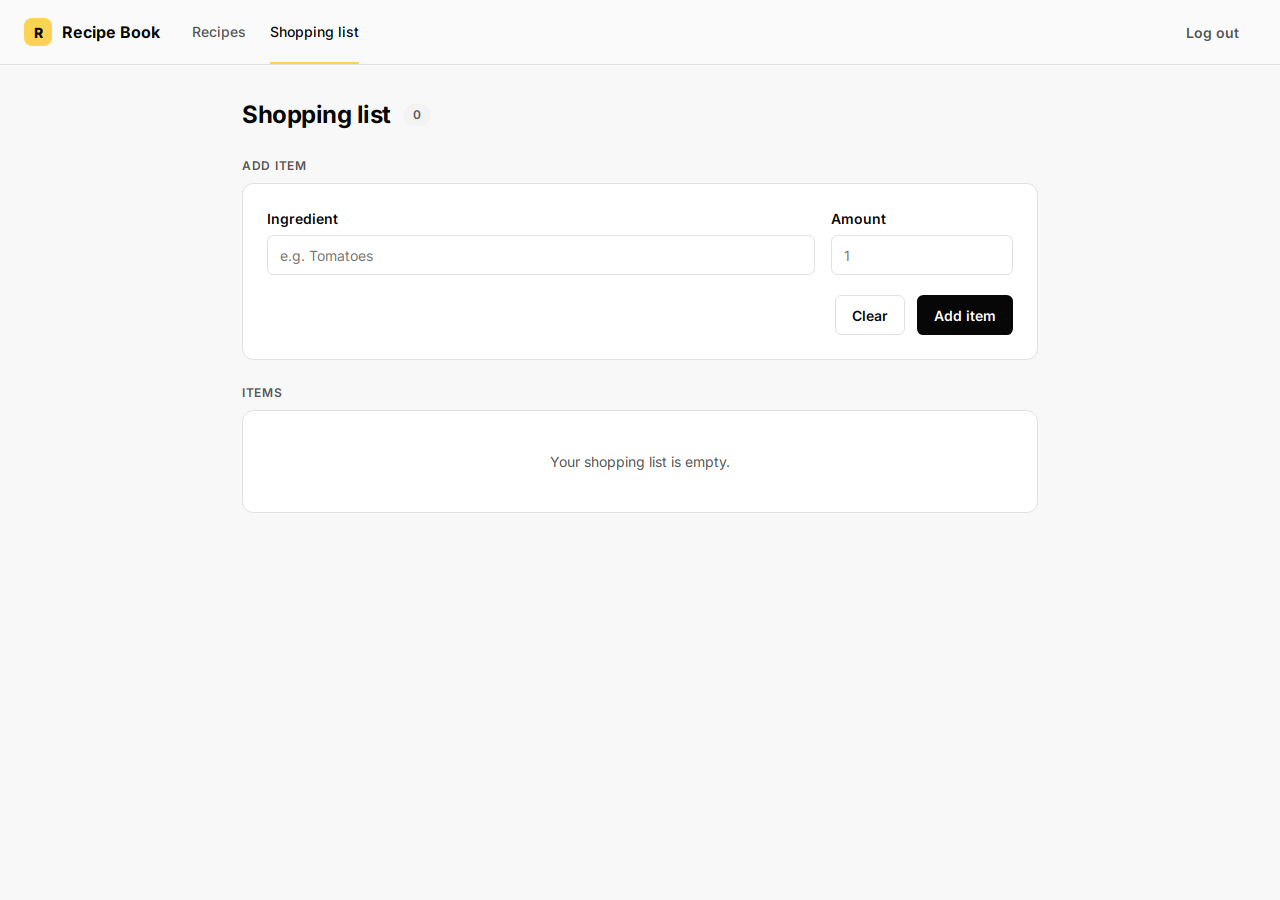 R Recipe Book Recipes Shopping list Log out
Shopping list 0
ADD ITEM
Ingredient Amount
e.g. Tomatoes 1
Clear Add item
ITEMS
Your shopping list is empty.